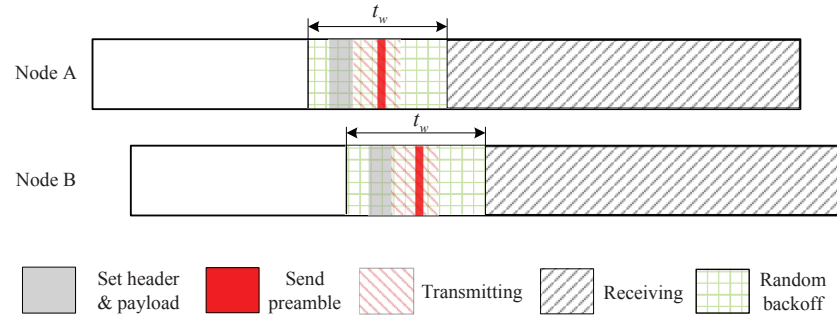 t_w
Node A
t_w
Node B
Set header
& payload
Send
preamble
Transmitting
Receiving
Random
backoff